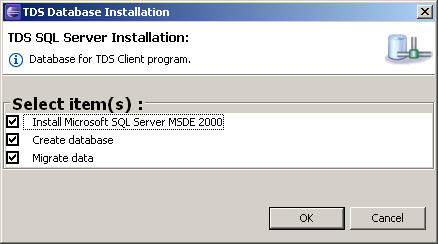 TDS Database Installation
TDS SQL Server Installation:
Database for TDS Client program.
Select item(s) :
Install Microsoft SQL Server MSDE 2000
Create database
Migrate data
OK
Cancel